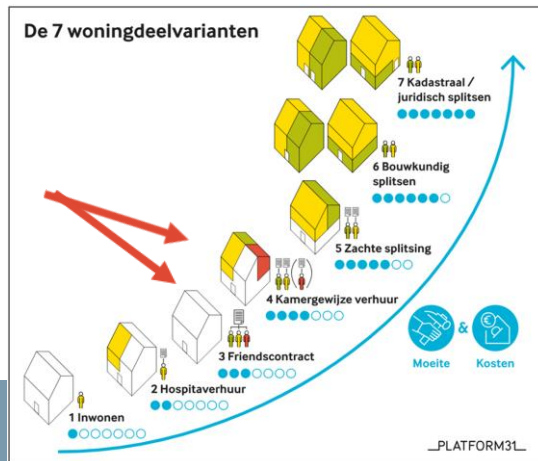 De 7 woningdeelvarianten
7 Kadastraal /
juridisch splitsen
6 Bouwkundig
splitsen
5 Zachte splitsing
4 Kamergewijze verhuur
3 Friendscontract
2 Hospitaverhuur
1 Inwonen
&
Moeite
Kosten
€
_PLATFORM31_